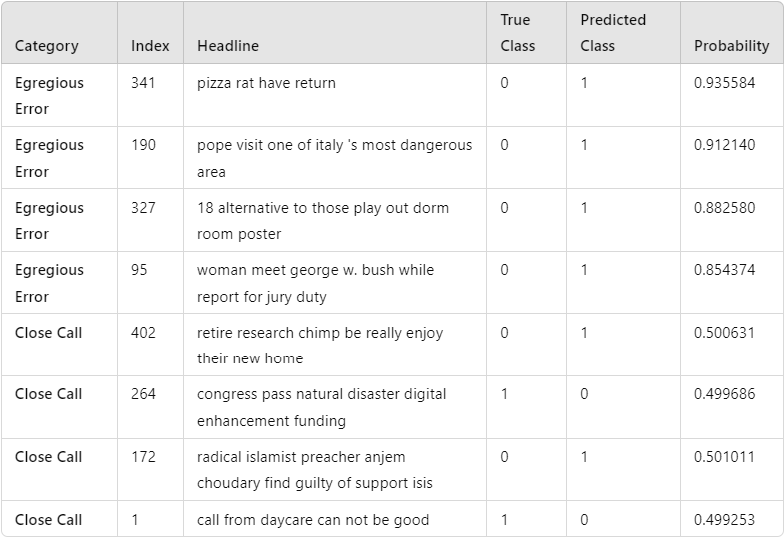 Category Index Headline True Class Predicted Class Probability
Egregious Error 341 pizza rat have return 0 1 0.935584
Egregious Error 190 pope visit one of italy 's most dangerous area 0 1 0.912140
Egregious Error 327 18 alternative to those play out dorm room poster 0 1 0.882580
Egregious Error 95 woman meet george w. bush while report for jury duty 0 1 0.854374
Close Call 402 retire research chimp be really enjoy their new home 0 1 0.500631
Close Call 264 congress pass natural disaster digital enhancement funding 1 0 0.499686
Close Call 172 radical islamist preacher anjem choudary find guilty of support isis 0 1 0.501011
Close Call 1 call from daycare can not be good 1 0 0.499253